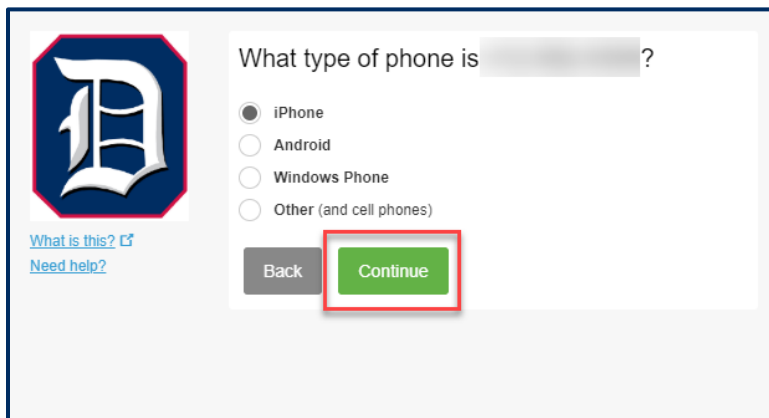 What type of phone is ?
iPhone
Android
Windows Phone
Other (and cell phones)
What is this?
Need help?
Back
Continue
D